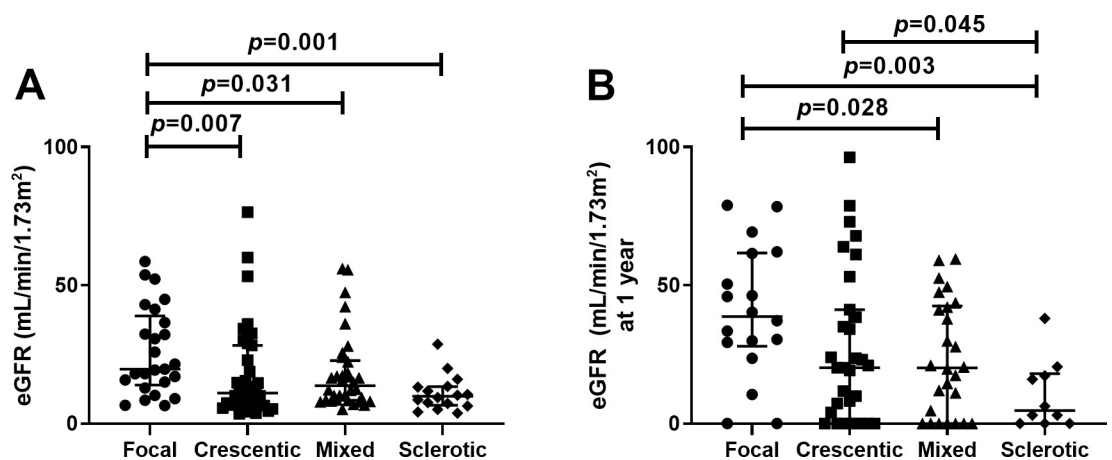 A
p=0.001
p=0.031
p=0.007
eGFR (mL/min/1.73m²)
100
50
0
Focal Crescentic Mixed Sclerotic
B
p=0.045
p=0.003
p=0.028
eGFR (mL/min/1.73m²)
at 1 year
100
50
0
Focal Crescentic Mixed Sclerotic